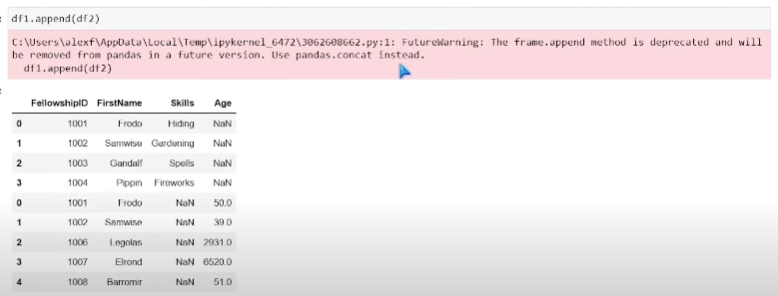 df1.append(df2)
C:\Users\alexf\AppData\Local\Temp\ipykernel_6472\3062608662.py:1: FutureWarning: The frame.append method is deprecated and will
be removed from pandas in a future version. Use pandas.concat instead.
df1.append(df2)
FellowshipID FirstName Skills Age
0 1001 Frodo Hiding NaN
1 1002 Samwise Gardening NaN
2 1003 Gandalf Spells NaN
3 1004 Pippin Fireworks NaN
0 1001 Frodo NaN 50.0
1 1002 Samwise NaN 39.0
2 1006 Legolas NaN 2931.0
3 1007 Elrond NaN 6520.0
4 1008 Barromir NaN 51.0